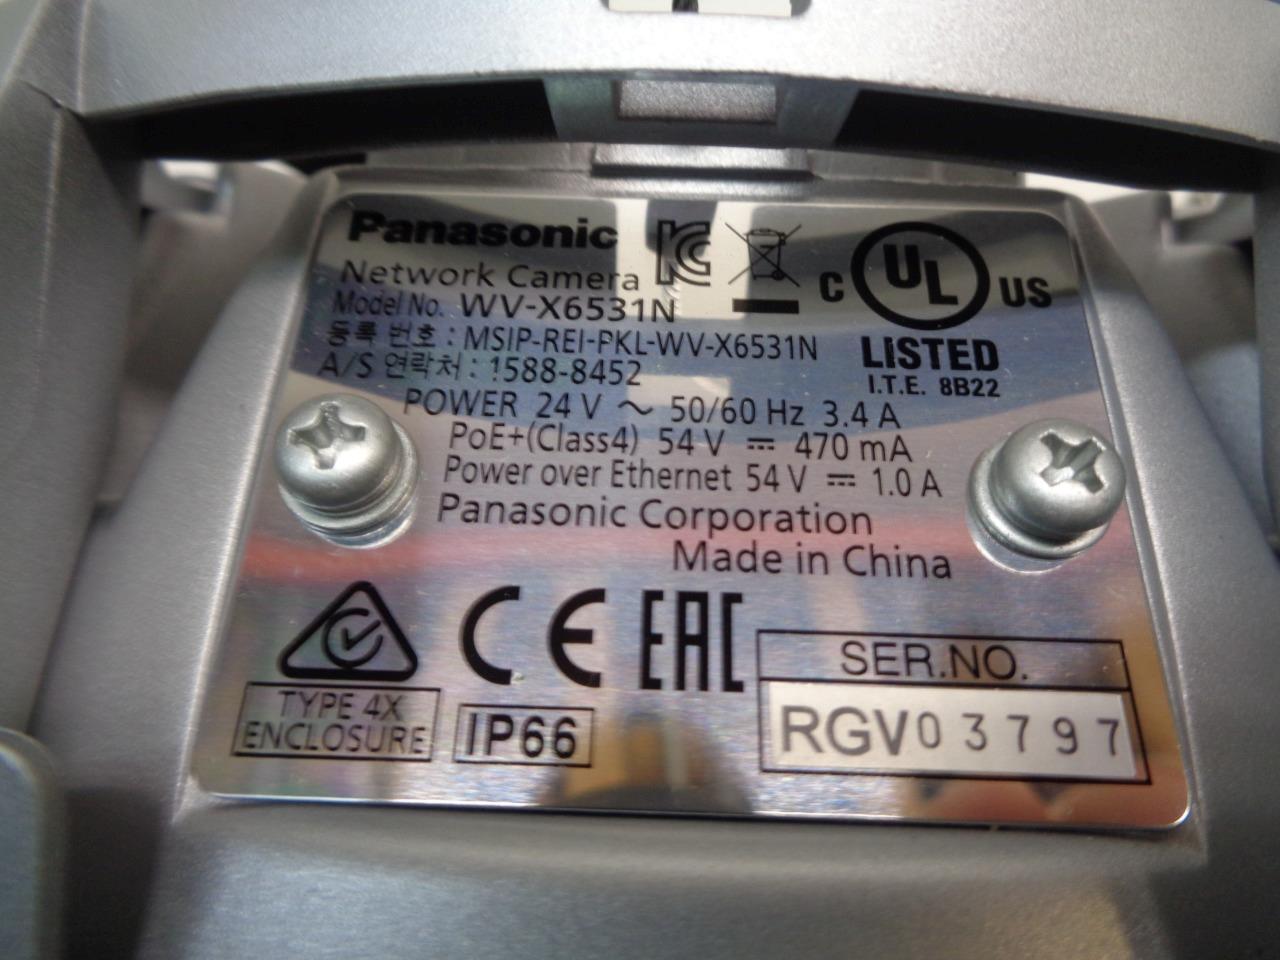 Panasonic
Network Camera
Model No. WV-X6531N
등록 번호 : MSIP-REI-PKL-WV-X6531N
A/S 연락처 : 1588-8452
C UL US
LISTED
I.T.E. 8B22
POWER 24 V ～ 50/60 Hz 3.4 A
PoE+(Class4) 54 V ⎓ 470 mA
Power over Ethernet 54 V ⎓ 1.0 A
Panasonic Corporation
Made in China
CE EAC
TYPE 4X
ENCLOSURE
IP66
SER.NO.
RGV03797